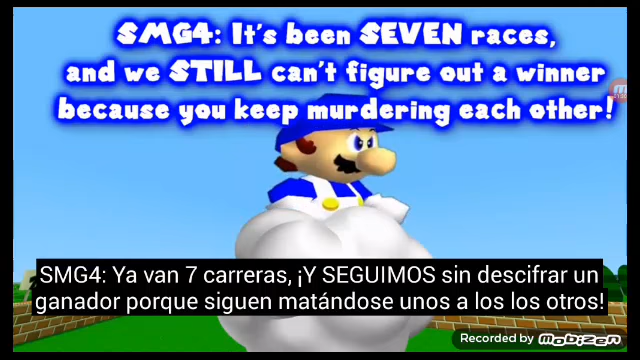 SMG4: It's been SEVEN races,
and we STILL can't figure out a winner
because you keep murdering each other!
SMG4: Ya van 7 carreras, ¡Y SEGUIMOS sin descifrar un
ganador porque siguen matándose unos a los los otros!
Recorded by mobizen